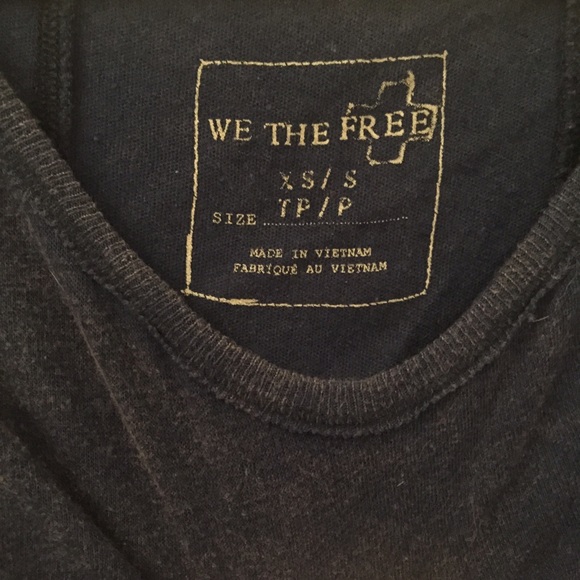 WE THE FREE
XS/S
SIZE TP/P
MADE IN VIETNAM
FABRIQUÉ AU VIETNAM